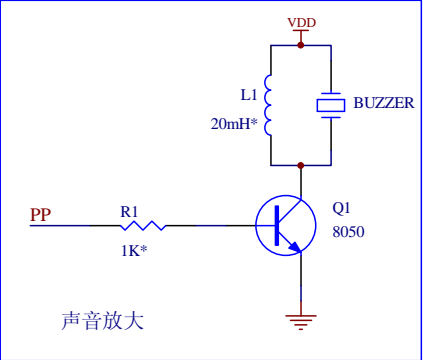 VDD
L1
20mH*
BUZZER
PP
R1
1K*
Q1
8050
声音放大